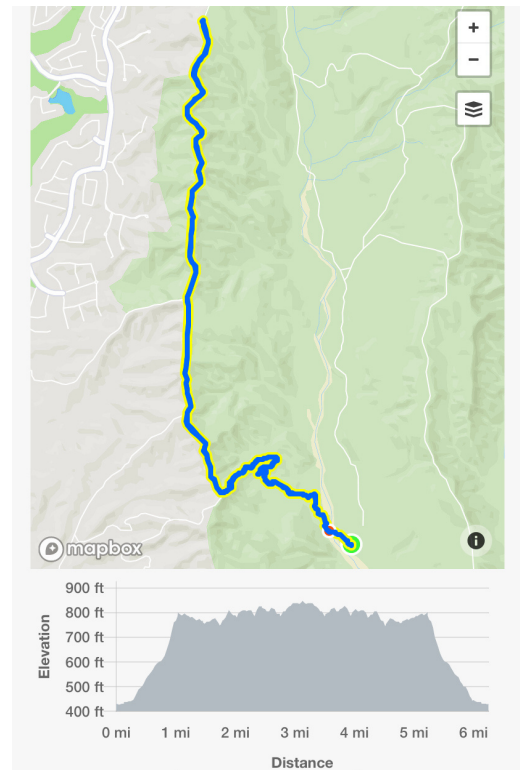 +
−
mapbox
i
900 ft
800 ft
700 ft
600 ft
500 ft
400 ft
Elevation
0 mi 1 mi 2 mi 3 mi 4 mi 5 mi 6 mi
Distance